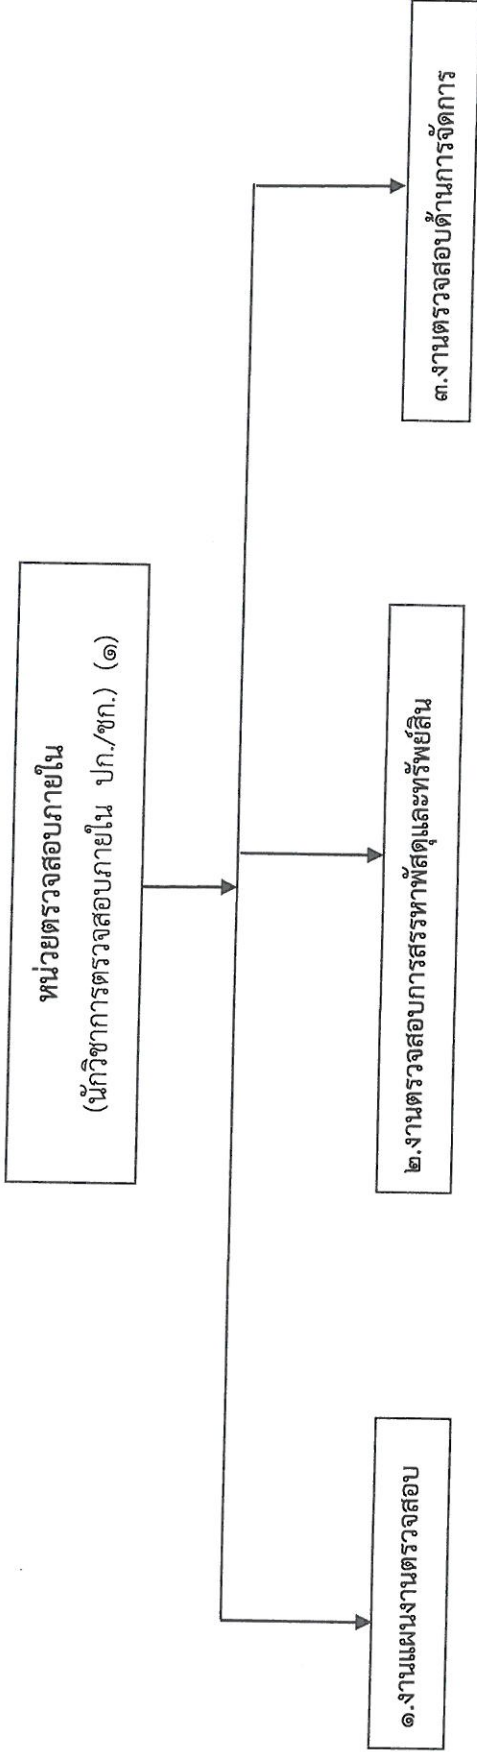 หน่วยตรวจสอบภายใน
(นักวิชาการตรวจสอบภายใน ปก./ชก.) (๑)
๑.งานแผนงานตรวจสอบ
๒.งานตรวจสอบการสรรหาพัสดุและทรัพย์สิน
๓.งานตรวจสอบด้านการจัดการ